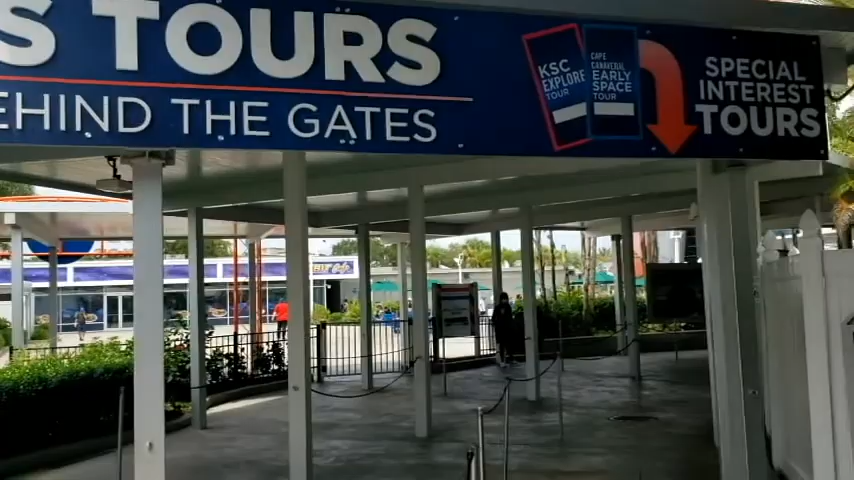 S TOURS
EHIND THE GATES
KSC
EXPLORE
TOUR
CAPE
CANAVERAL
EARLY
SPACE
TOUR
SPECIAL
INTEREST
TOURS